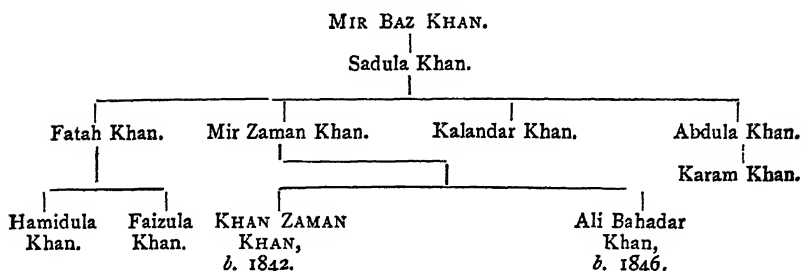 MIR BAZ KHAN.
Sadula Khan.
Fatah Khan. Mir Zaman Khan. Kalandar Khan. Abdula Khan.
Karam Khan.
Hamidula Faizula KHAN ZAMAN Ali Bahadar
Khan. Khan. KHAN, Khan,
b. 1842. b. 1846.